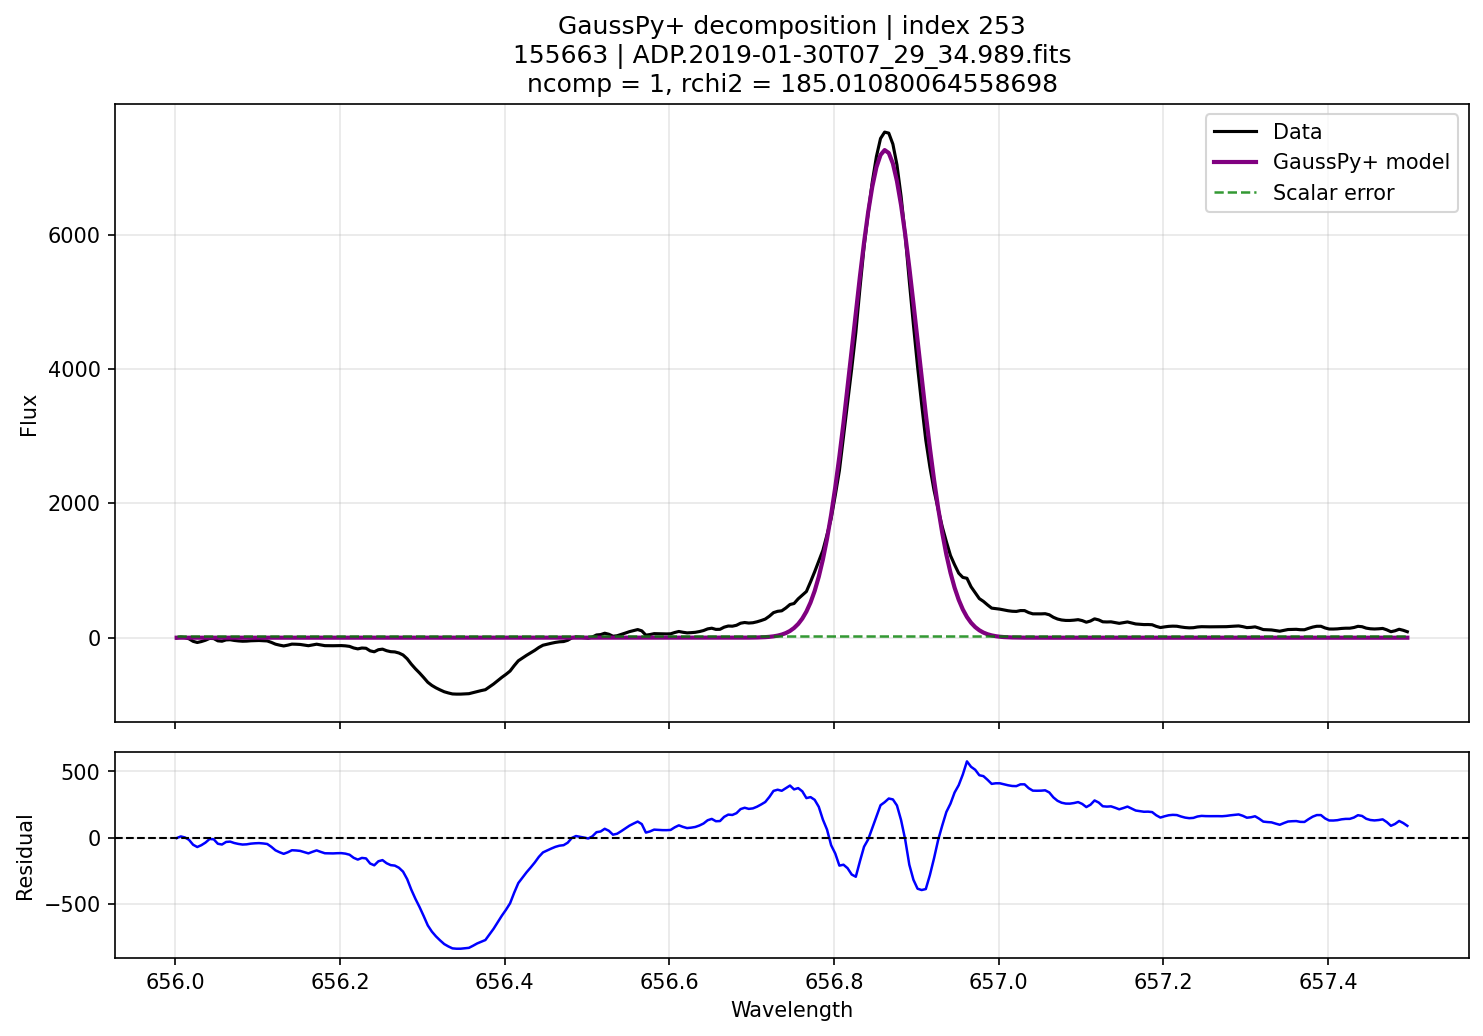 GaussPy+ decomposition | index 253
155663 | ADP.2019-01-30T07_29_34.989.fits
ncomp = 1, rchi2 = 185.01080064558698
Data
GaussPy+ model
Scalar error
6000
4000
2000
0
Flux
500
0
−500
Residual
656.0 656.2 656.4 656.6 656.8 657.0 657.2 657.4
Wavelength